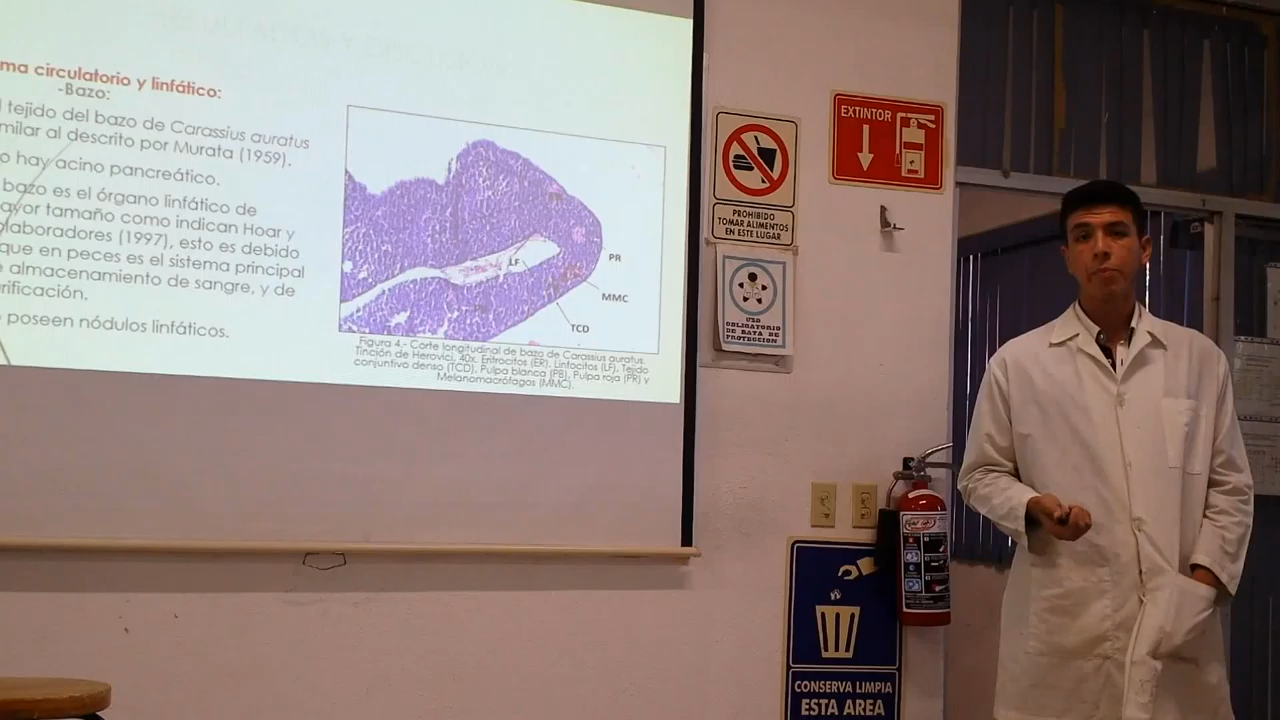 ma circulatorio y linfático:
-Bazo:
l tejido del bazo de Carassius auratus
milar al descrito por Murata (1959).
o hay acino pancreático.
bazo es el órgano linfático de
ayor tamaño como indican Hoar y
laboradores (1997), esto es debido
que en peces es el sistema principal
e almacenamiento de sangre, y de
rificación.
o poseen nódulos linfáticos.
LF
PR
MMC
TCD
Figura 4.- Corte longitudinal de bazo de Carassius auratus.
Tinción de Herovici, 40x. Eritrocitos (ER), Linfocitos (LF), Tejido
conjuntivo denso (TCD), Pulpa blanca (PB), Pulpa roja (PR) y
Melanomacrófagos (MMC).
PROHIBIDO
TOMAR ALIMENTOS
EN ESTE LUGAR
USO
OBLIGATORIO
DE BATA DE
PROTECCION
EXTINTOR
CONSERVA LIMPIA
ESTA AREA